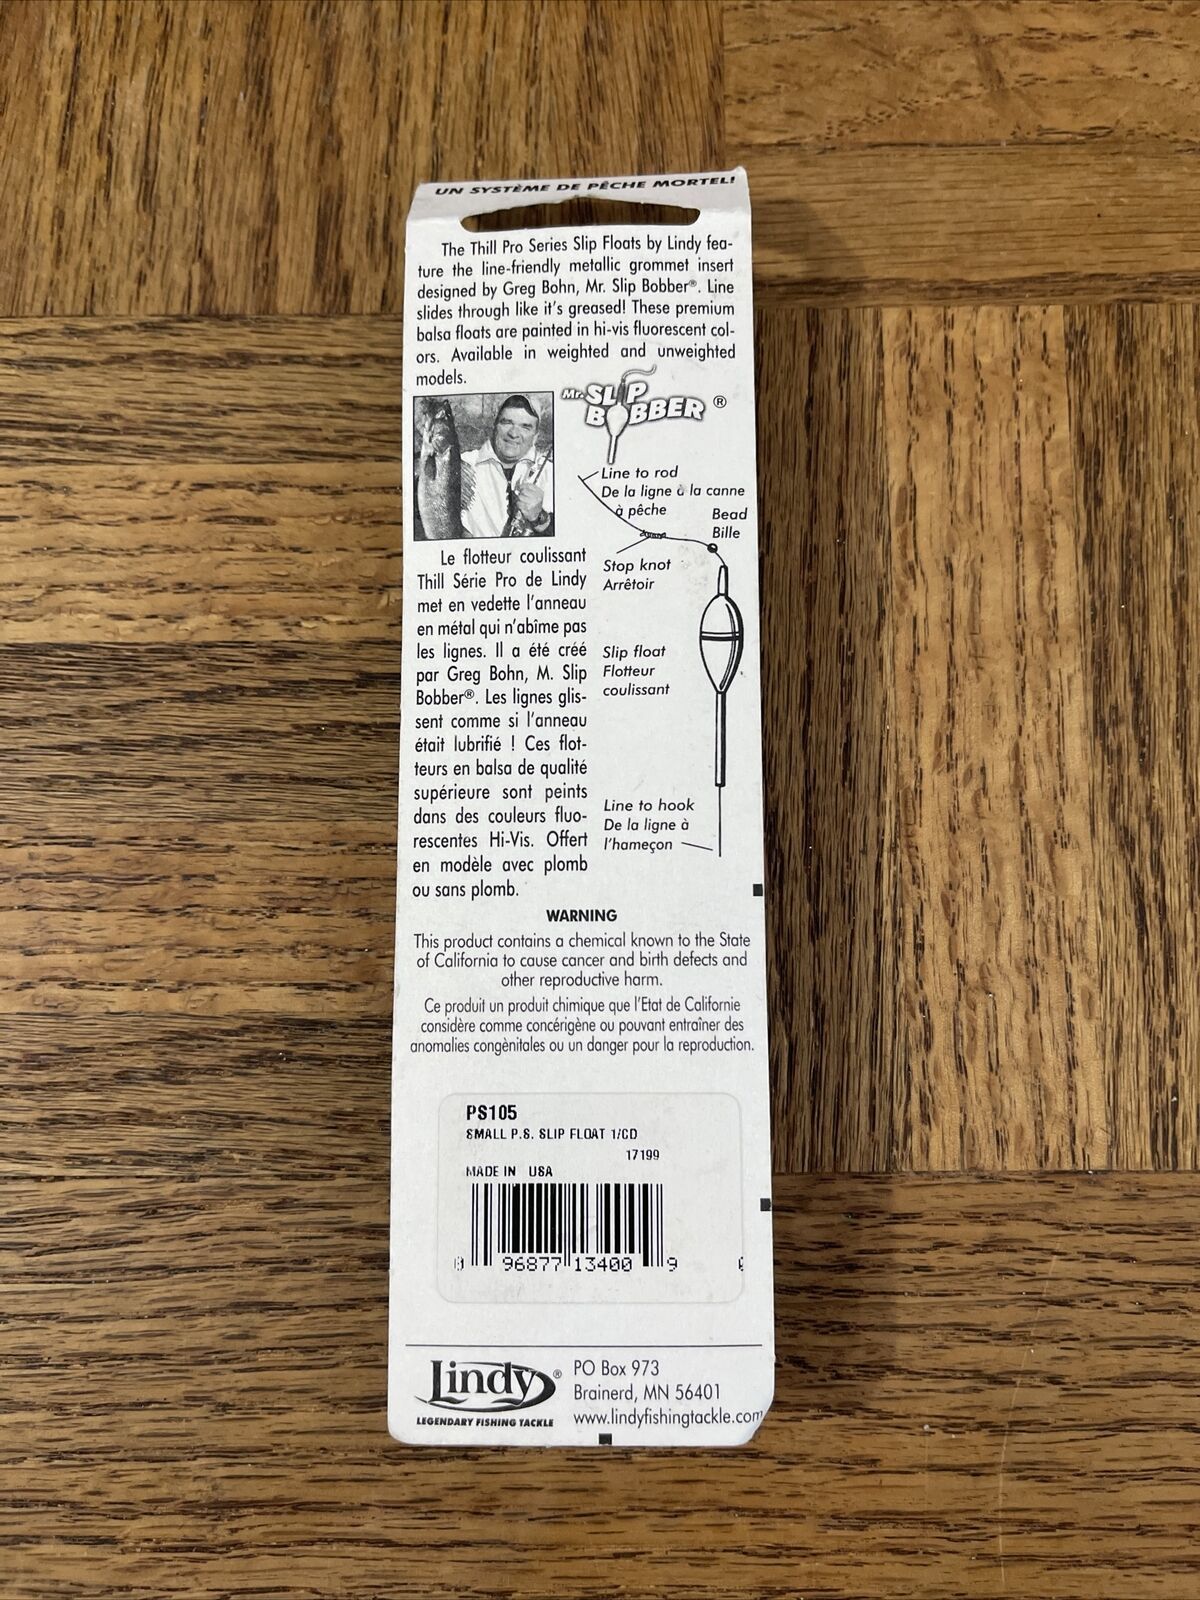 UN SYSTÈME DE PÊCHE MORTEL!
The Thill Pro Series Slip Floats by Lindy fea-
ture the line-friendly metallic grommet insert
designed by Greg Bohn, Mr. Slip Bobber®. Line
slides through like it's greased! These premium
balsa floats are painted in hi-vis fluorescent col-
ors. Available in weighted and unweighted
models.
Mr. SLIP
BOBBER ®
Line to rod
De la ligne à la canne
à pêche
Bead
Bille
Stop knot
Arrêtoir
Slip float
Flotteur
coulissant
Line to hook
De la ligne à
l'hameçon
Le flotteur coulissant
Thill Série Pro de Lindy
met en vedette l'anneau
en métal qui n'abîme pas
les lignes. Il a été créé
par Greg Bohn, M. Slip
Bobber®. Les lignes glis-
sent comme si l'anneau
était lubrifié ! Ces flot-
teurs en balsa de qualité
supérieure sont peints
dans des couleurs fluo-
rescentes Hi-Vis. Offert
en modèle avec plomb
ou sans plomb.
WARNING
This product contains a chemical known to the State
of California to cause cancer and birth defects and
other reproductive harm.
Ce produit un produit chimique que l'Etat de Californie
considère comme concérigène ou pouvant entraîner des
anomalies congènitales ou un danger pour la reproduction.
PS105
SMALL P.S. SLIP FLOAT 1/CD
17199
MADE IN USA
0 96877 13400 9
Lindy®
LEGENDARY FISHING TACKLE
PO Box 973
Brainerd, MN 56401
www.lindyfishingtackle.com